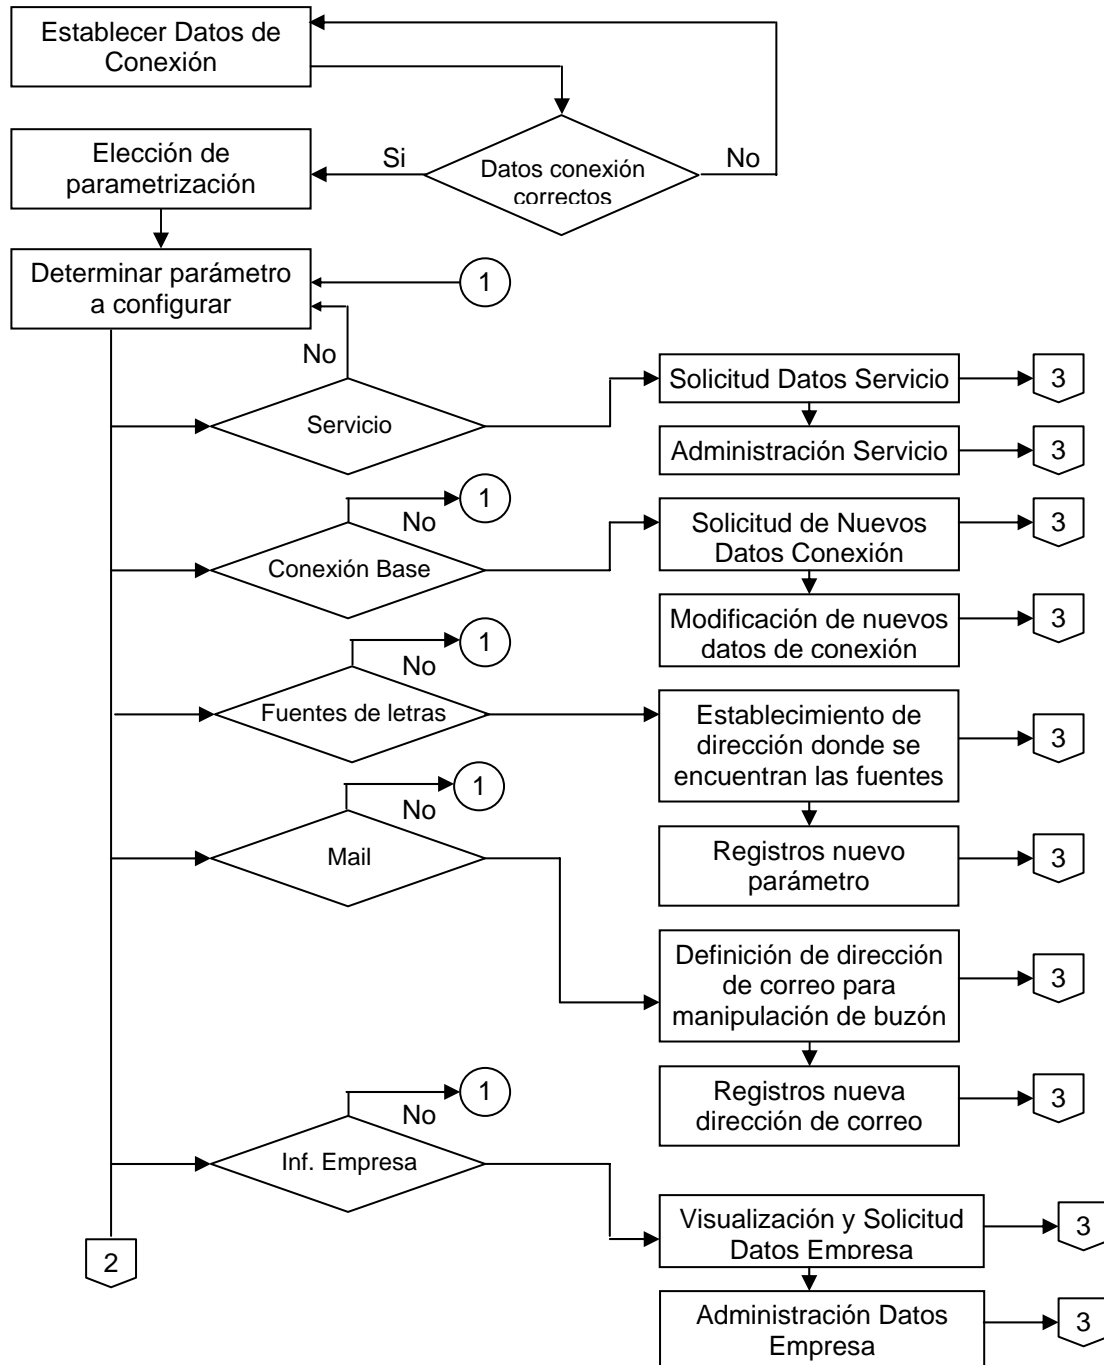 Establecer Datos de
Conexión
Elección de
parametrización
Si
Datos conexión
correctos
No
Determinar parámetro
a configurar
1
No
Servicio
Solicitud Datos Servicio
3
Administración Servicio
3
1
No
Conexión Base
Solicitud de Nuevos
Datos Conexión
3
Modificación de nuevos
datos de conexión
3
1
No
Fuentes de letras
Establecimiento de
dirección donde se
encuentran las fuentes
3
1
No
Mail
Registros nuevo
parámetro
3
Definición de dirección
de correo para
manipulación de buzón
3
Registros nueva
dirección de correo
3
1
No
Inf. Empresa
Visualización y Solicitud
Datos Empresa
3
2
Administración Datos
Empresa
3